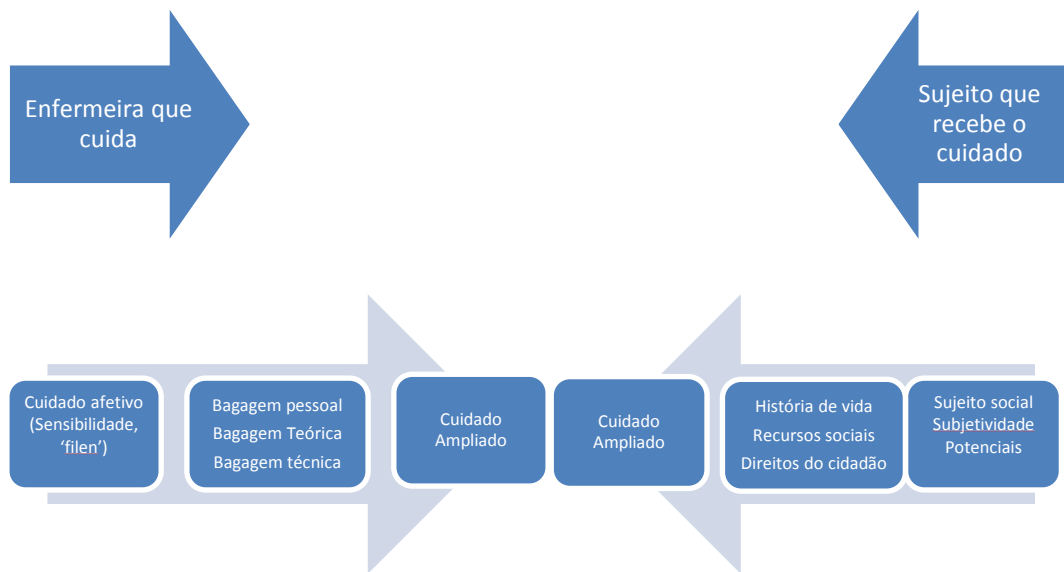 Enfermeira que
cuida
Sujeito que
recebe o
cuidado
Cuidado afetivo
(Sensibilidade,
'filen')
Bagagem pessoal
Bagagem Teórica
Bagagem técnica
Cuidado
Ampliado
Cuidado
Ampliado
História de vida
Recursos sociais
Direitos do cidadão
Sujeito social
Subjetividade
Potenciais